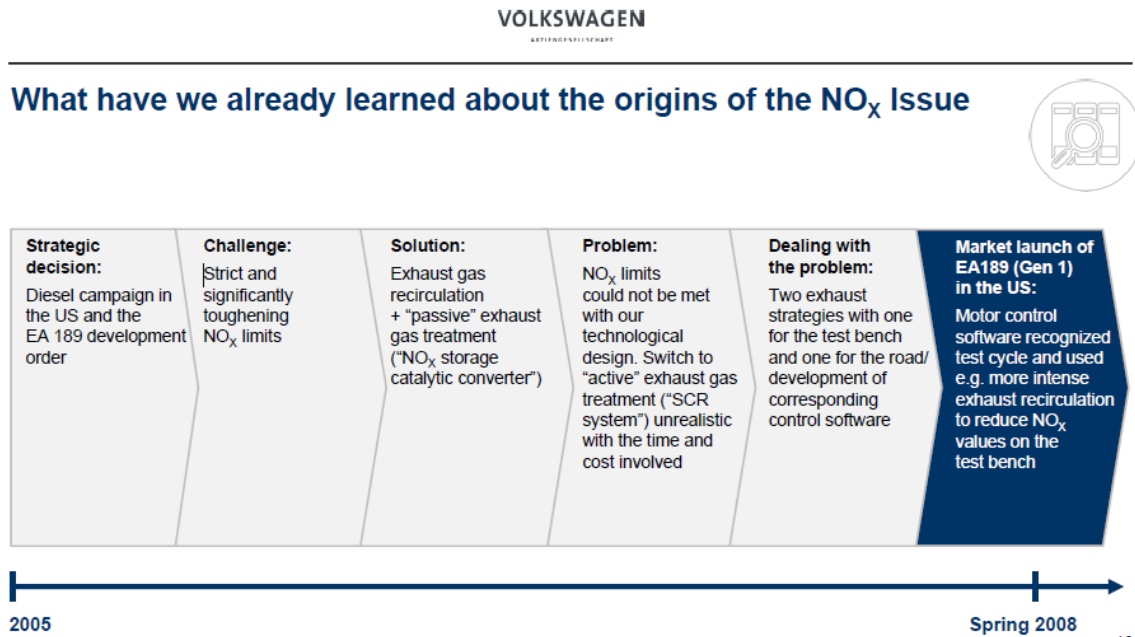 VOLKSWAGEN
AKTIENGESELLSCHAFT
What have we already learned about the origins of the NOX Issue
Strategic
decision:
Diesel campaign in
the US and the
EA 189 development
order
Challenge:
Strict and
significantly
toughening
NOX limits
Solution:
Exhaust gas
recirculation
+ “passive” exhaust
gas treatment
(“NOX storage
catalytic converter”)
Problem:
NOX limits
could not be met
with our
technological
design. Switch to
“active” exhaust gas
treatment (“SCR
system”) unrealistic
with the time and
cost involved
Dealing with
the problem:
Two exhaust
strategies with one
for the test bench
and one for the road/
development of
corresponding
control software
Market launch of
EA189 (Gen 1)
in the US:
Motor control
software recognized
test cycle and used
e.g. more intense
exhaust recirculation
to reduce NOX
values on the
test bench
2005
Spring 2008